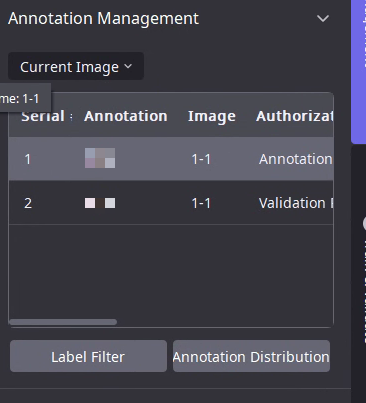 Annotation Management
Current Image
me: 1-1
Serial Annotation Image Authorizat
1 1-1 Annotation
2 1-1 Validation
Label Filter
Annotation Distribution